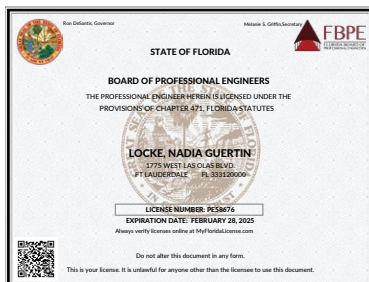 Ron DeSantis, Governor
Melanie S. Griffin, Secretary
FBPE
FLORIDA BOARD OF
PROFESSIONAL ENGINEERS
STATE OF FLORIDA
BOARD OF PROFESSIONAL ENGINEERS
THE PROFESSIONAL ENGINEER HEREIN IS LICENSED UNDER THE
PROVISIONS OF CHAPTER 471, FLORIDA STATUTES
LOCKE, NADIA GUERTIN
1775 WEST LAS OLAS BLVD.
FT LAUDERDALE FL 333120000
LICENSE NUMBER: PE58676
EXPIRATION DATE: FEBRUARY 28, 2025
Always verify licenses online at MyFloridaLicense.com
Do not alter this document in any form.
This is your license. It is unlawful for anyone other than the licensee to use this document.